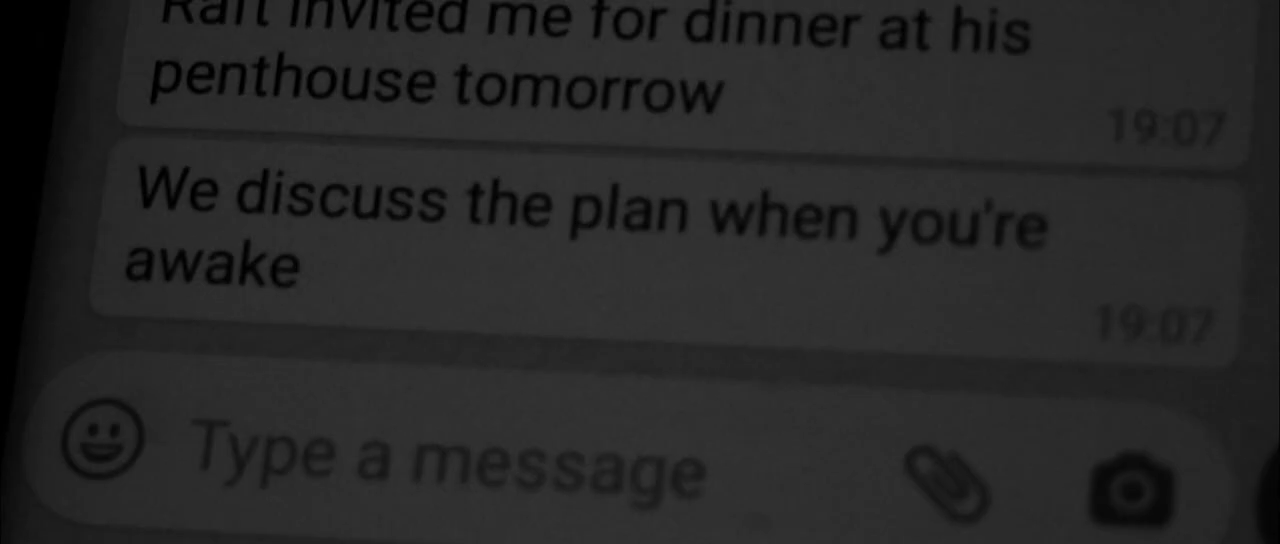 invited me for dinner at his
penthouse tomorrow
19:07
We discuss the plan when you're
awake
19:07
Type a message